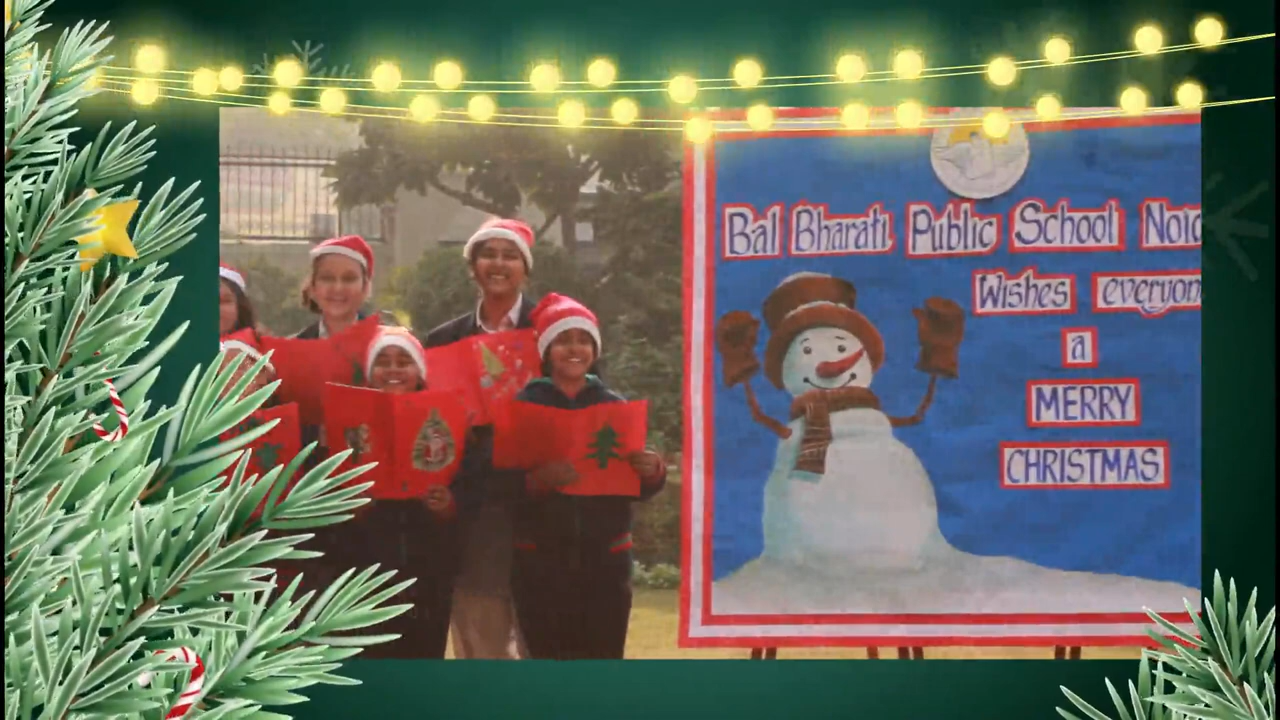 Bal Bharati Public School Noid
Wishes everyon
a
MERRY
CHRISTMAS